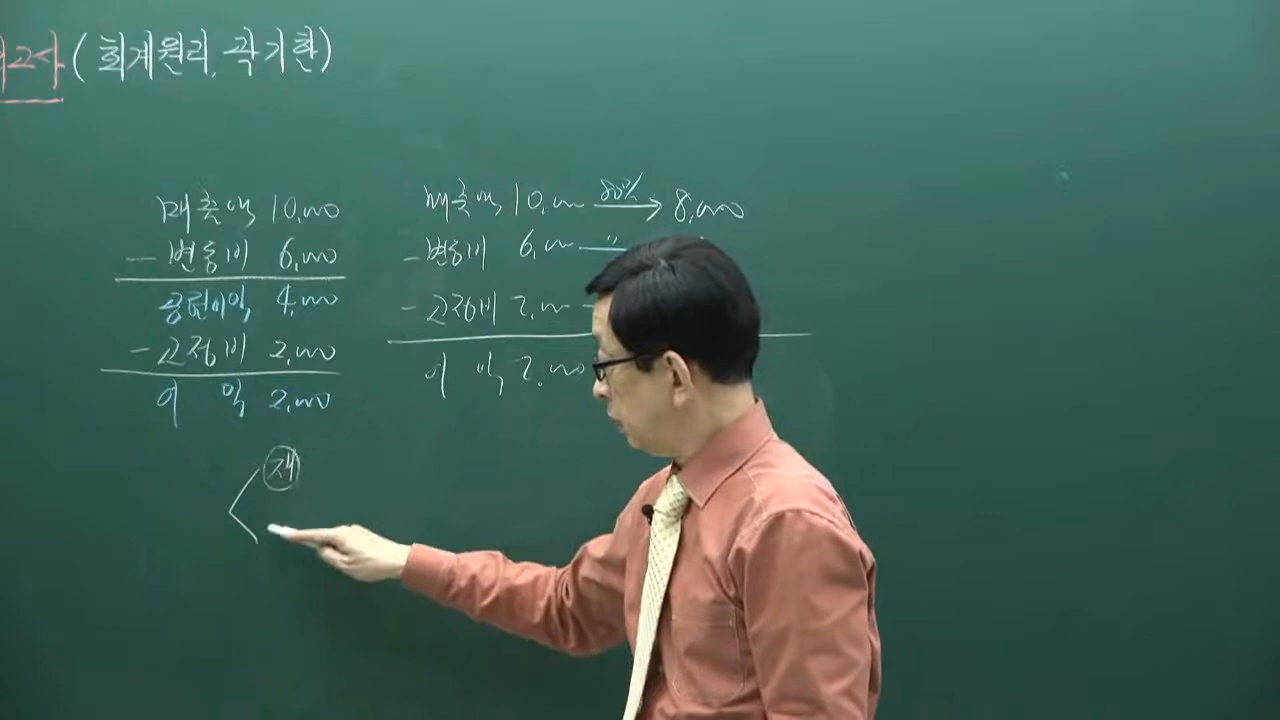 (회계원리, 곽기환)
매출액 10,000
- 변동비 6,000
공헌이익 4,000
- 고정비 2,000
이 익 2,000
매출액 10,000 80% → 8,000
- 변동비 6,000 〃
- 고정비 2,000
이 익 2,000
재